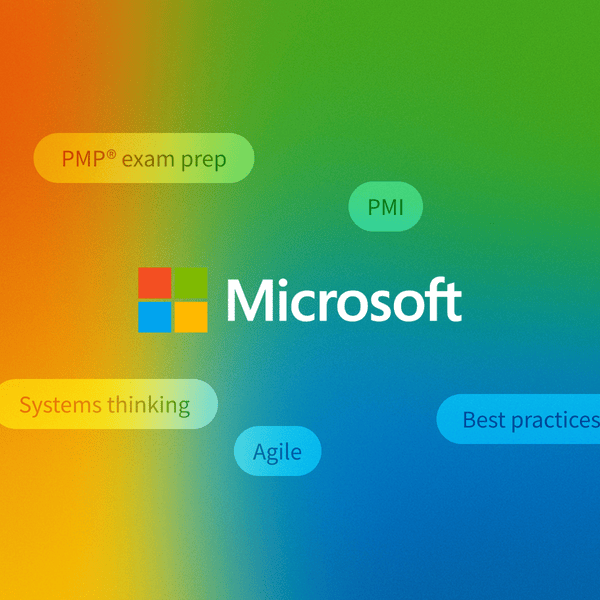 PMP® exam prep
PMI
Microsoft
Systems thinking
Best practices
Agile